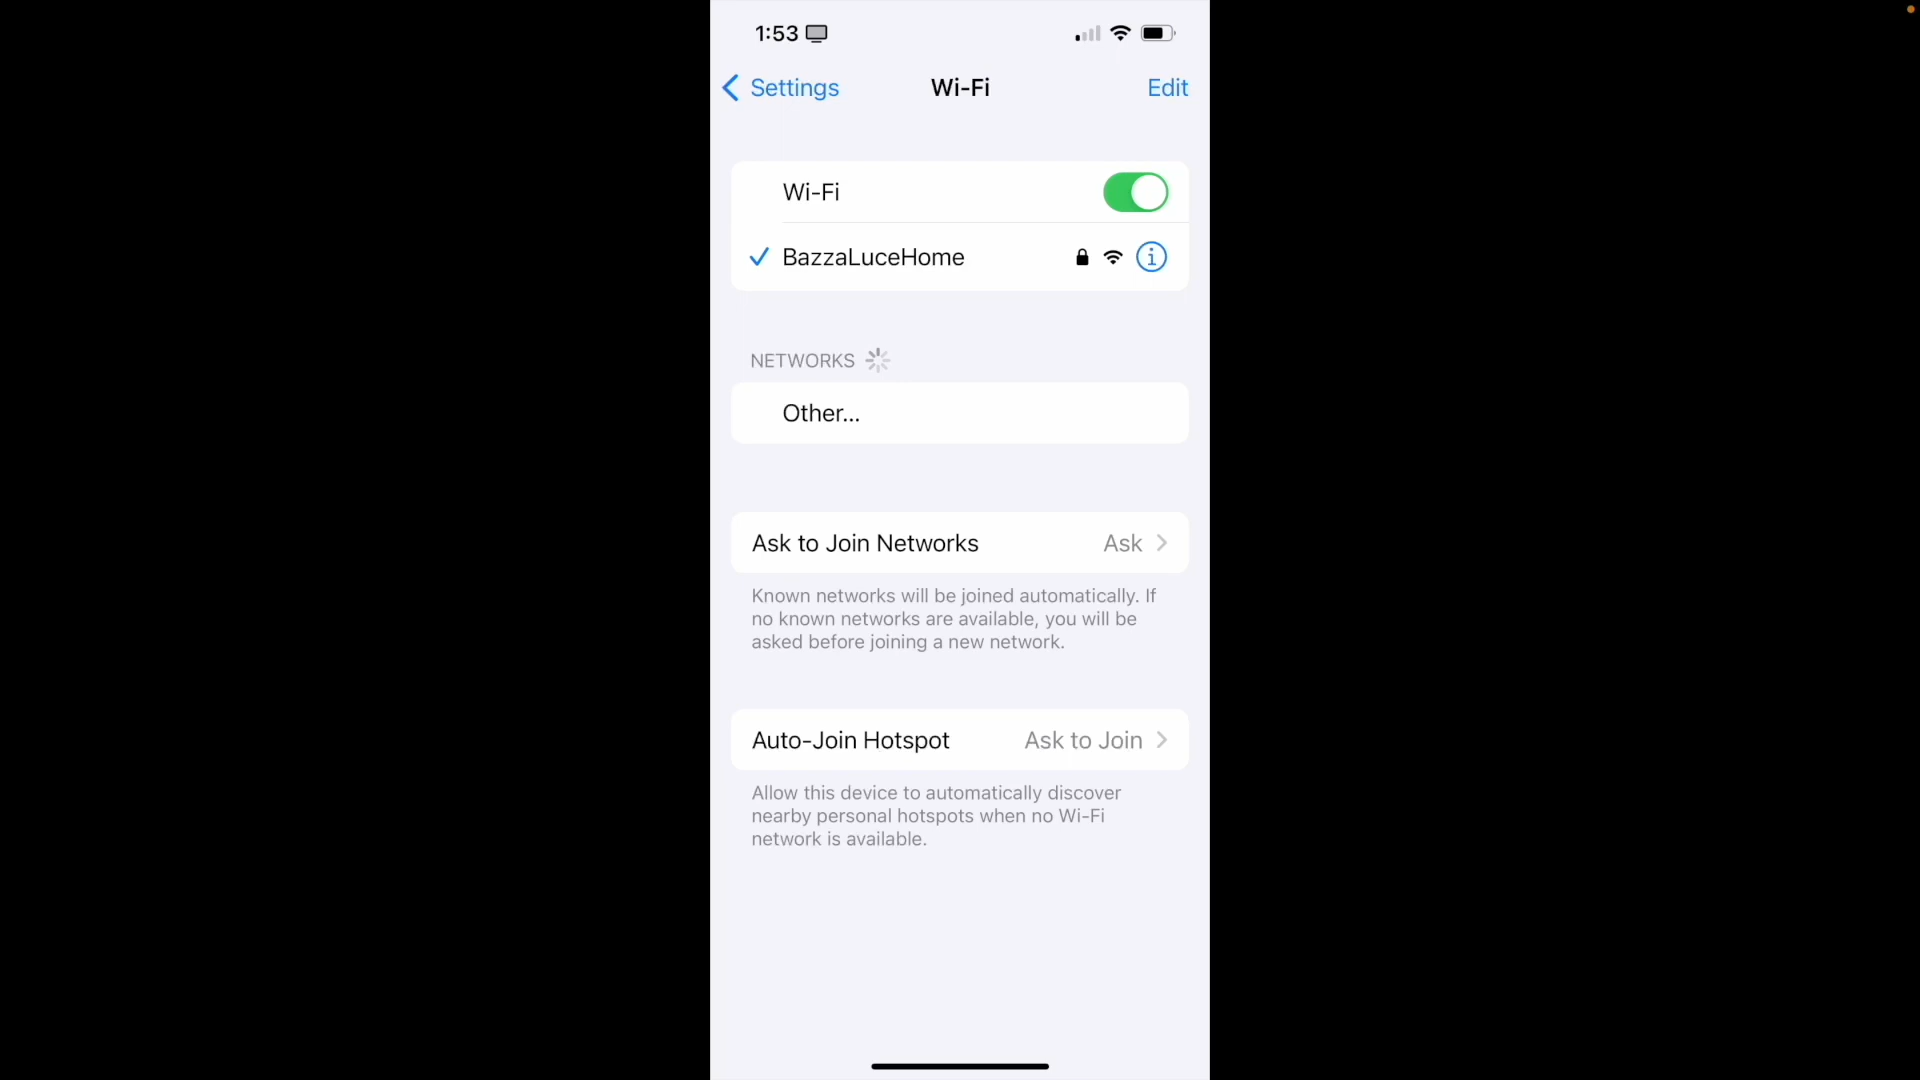 1:53
Settings
Wi-Fi
Edit
Wi-Fi
BazzaLuceHome
NETWORKS
Other...
Ask to Join Networks Ask
Known networks will be joined automatically. If
no known networks are available, you will be
asked before joining a new network.
Auto-Join Hotspot Ask to Join
Allow this device to automatically discover
nearby personal hotspots when no Wi-Fi
network is available.